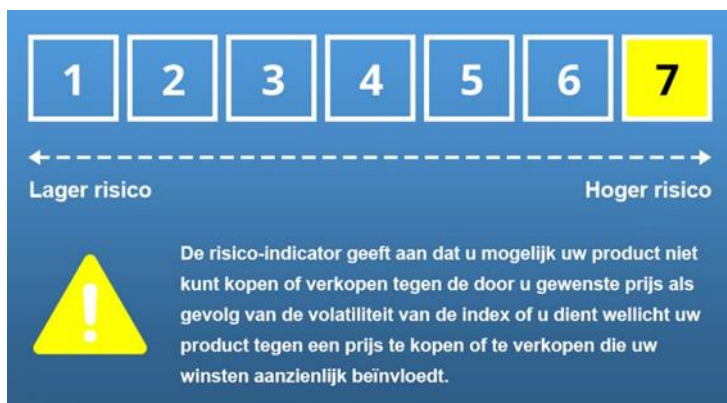 1 2 3 4 5 6 7
Lager risico Hoger risico
De risico-indicator geeft aan dat u mogelijk uw product niet
kunt kopen of verkopen tegen de door u gewenste prijs als
gevolg van de volatiliteit van de index of u dient wellicht uw
product tegen een prijs te kopen of te verkopen die uw
winsten aanzienlijk beïnvloedt.